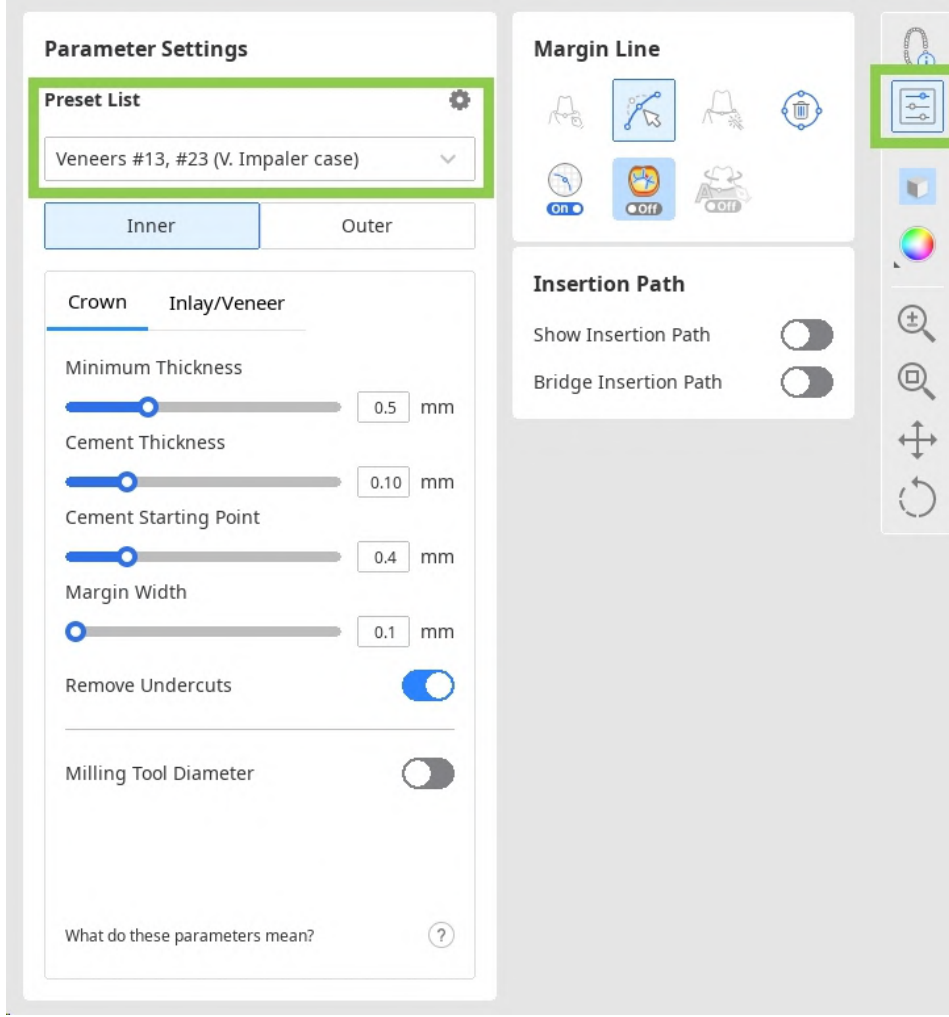 Parameter Settings
Preset List
Veneers #13, #23 (V. Impaler case)
Inner
Outer
Crown
Inlay/Veneer
Minimum Thickness
0.5 mm
Cement Thickness
0.10 mm
Cement Starting Point
0.4 mm
Margin Width
0.1 mm
Remove Undercuts
Milling Tool Diameter
What do these parameters mean?
?
Margin Line
On
Off
A
Off
Insertion Path
Show Insertion Path
Bridge Insertion Path